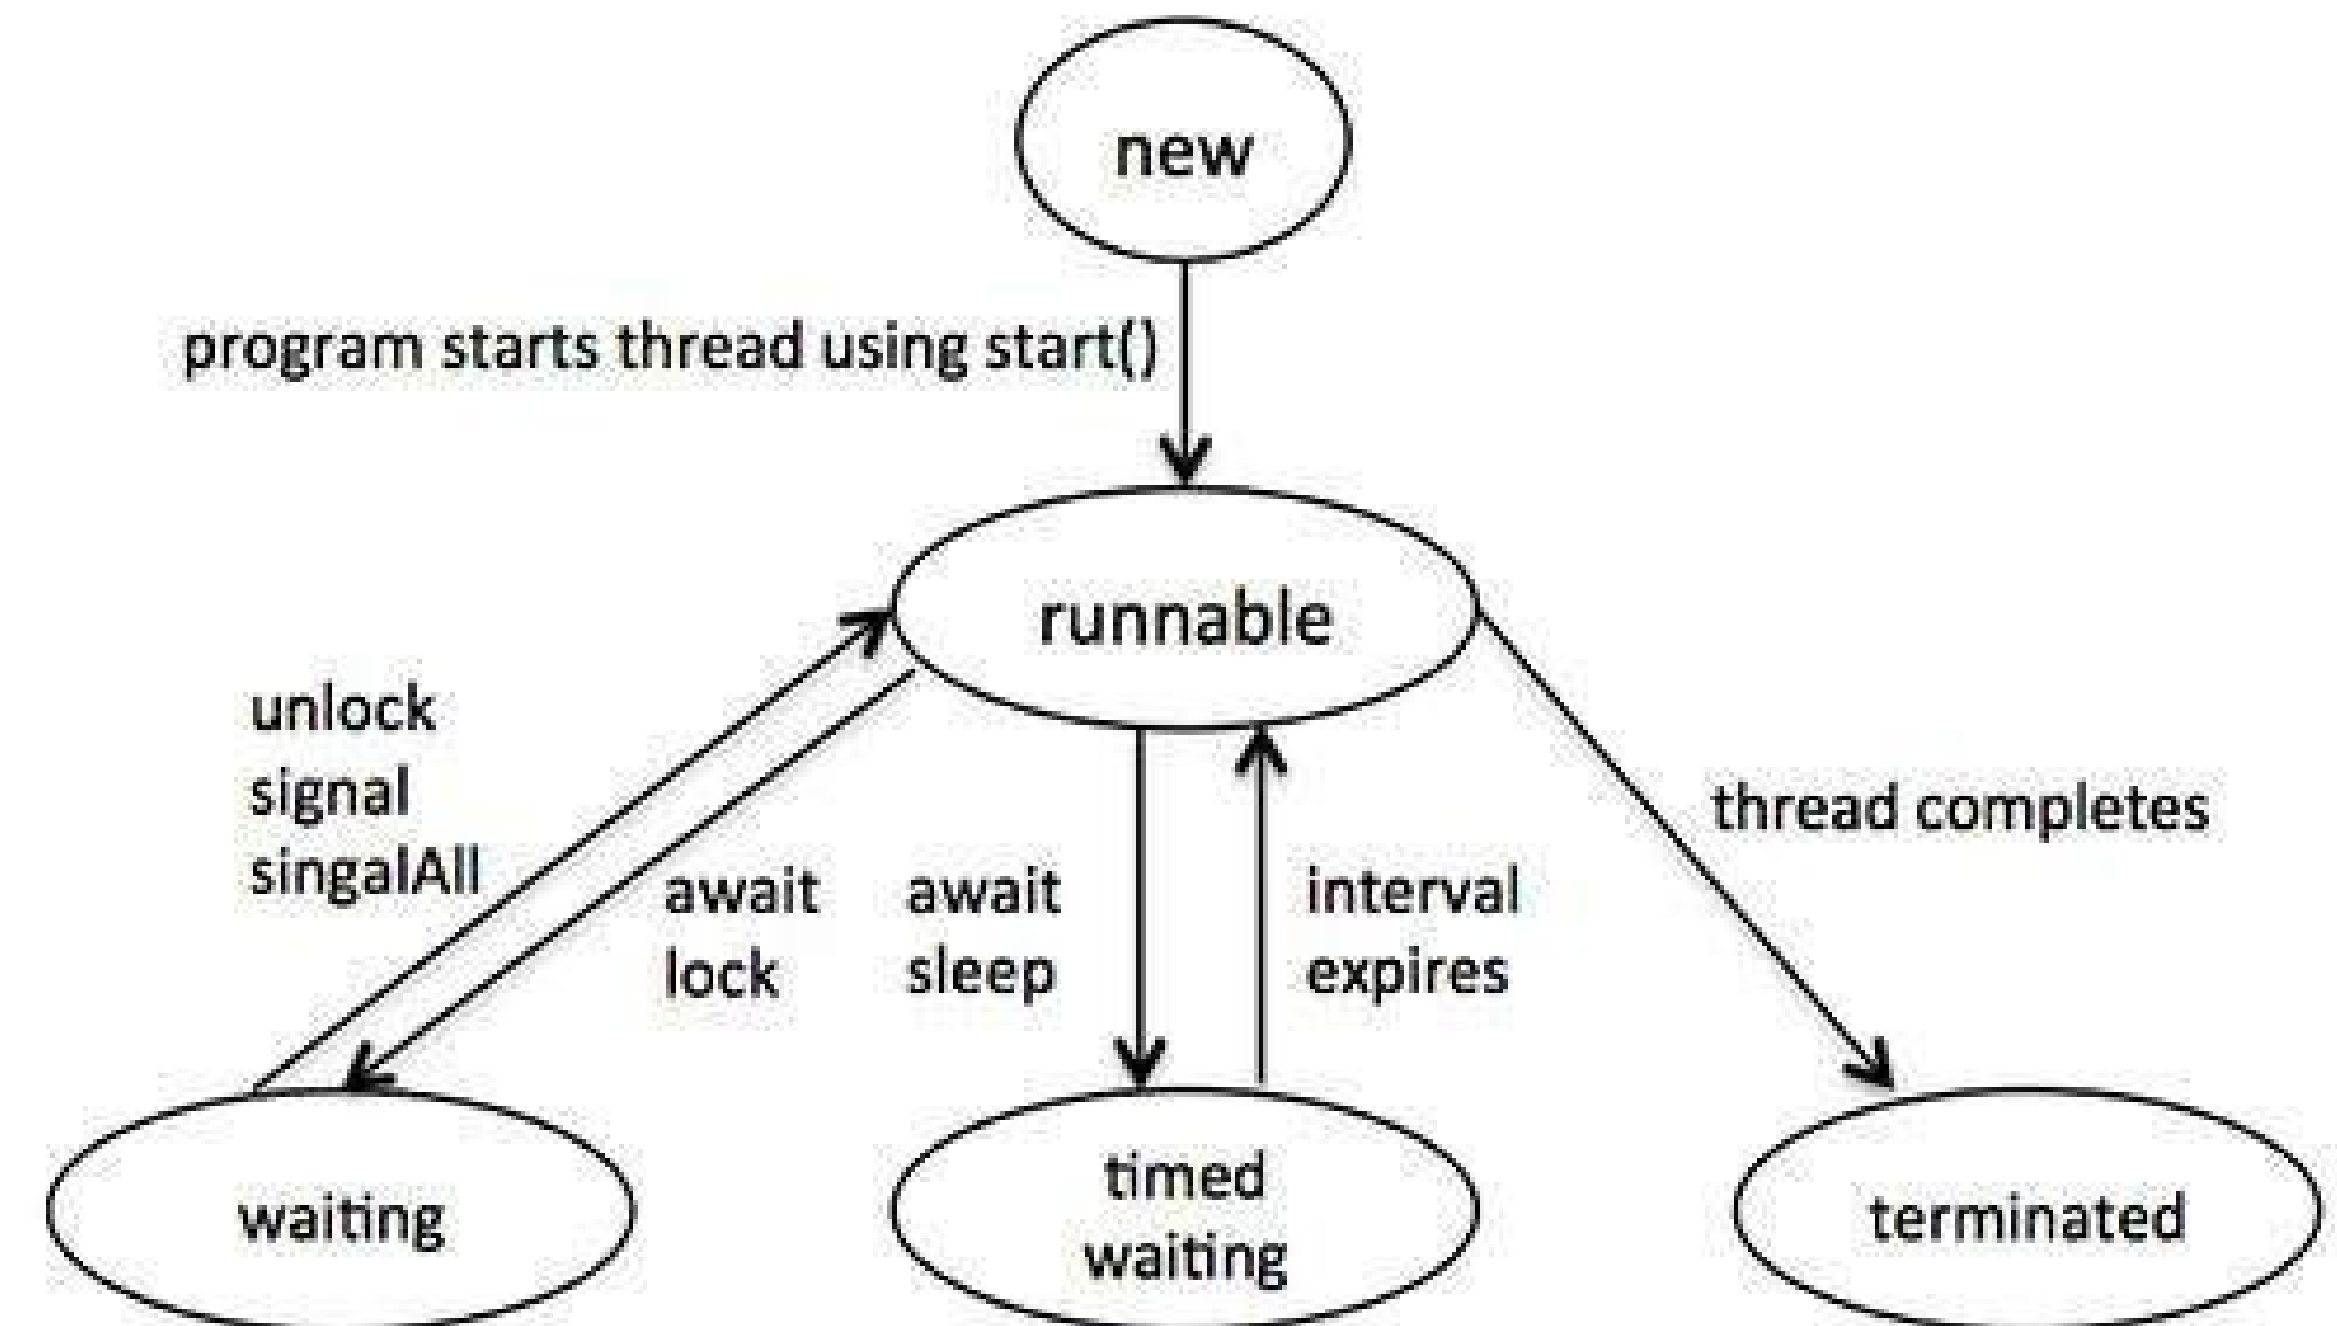 new
program starts thread using start()
runnable
unlock
signal
singalAll
await
lock
await
sleep
interval
expires
thread completes
waiting
timed
waiting
terminated